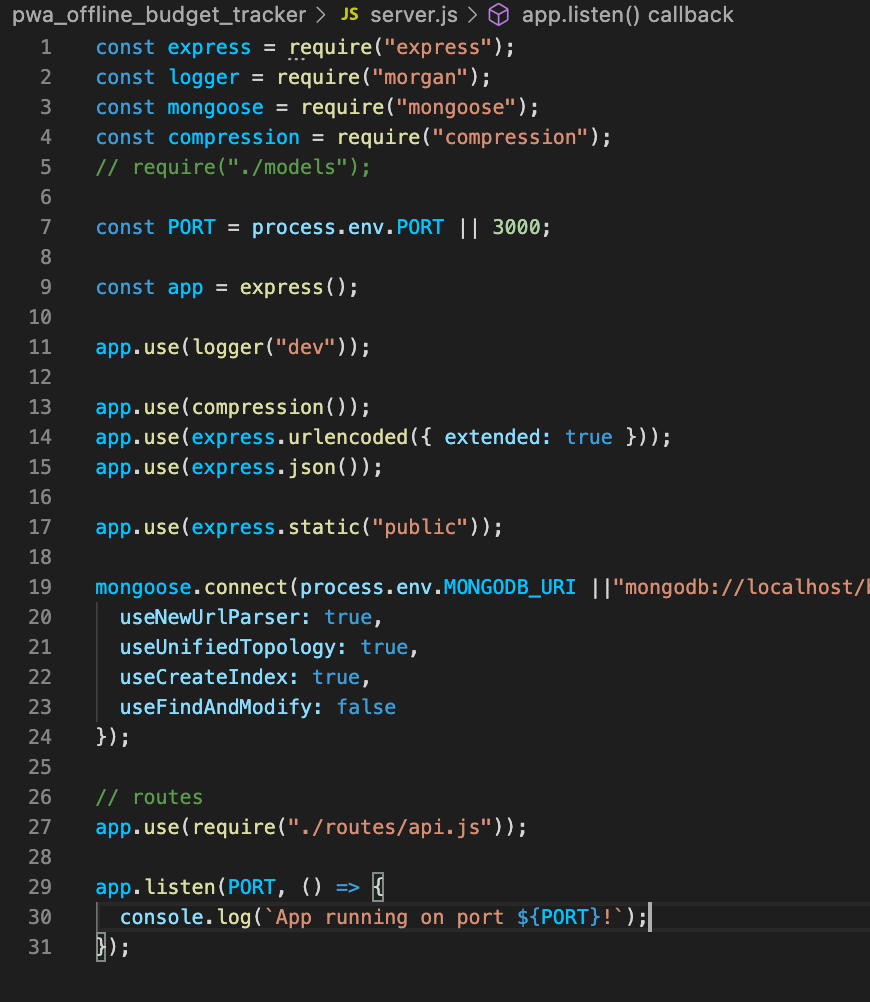 pwa_offline_budget_tracker > JS server.js > app.listen() callback
1 const express = require("express");
2 const logger = require("morgan");
3 const mongoose = require("mongoose");
4 const compression = require("compression");
5 // require("./models");
6
7 const PORT = process.env.PORT || 3000;
8
9 const app = express();
10
11 app.use(logger("dev"));
12
13 app.use(compression());
14 app.use(express.urlencoded({ extended: true }));
15 app.use(express.json());
16
17 app.use(express.static("public"));
18
19 mongoose.connect(process.env.MONGODB_URI ||"mongodb://localhost/
20 useNewUrlParser: true,
21 useUnifiedTopology: true,
22 useCreateIndex: true,
23 useFindAndModify: false
24 });
25
26 // routes
27 app.use(require("./routes/api.js"));
28
29 app.listen(PORT, () => {
30 console.log(`App running on port ${PORT}!`);
31 });